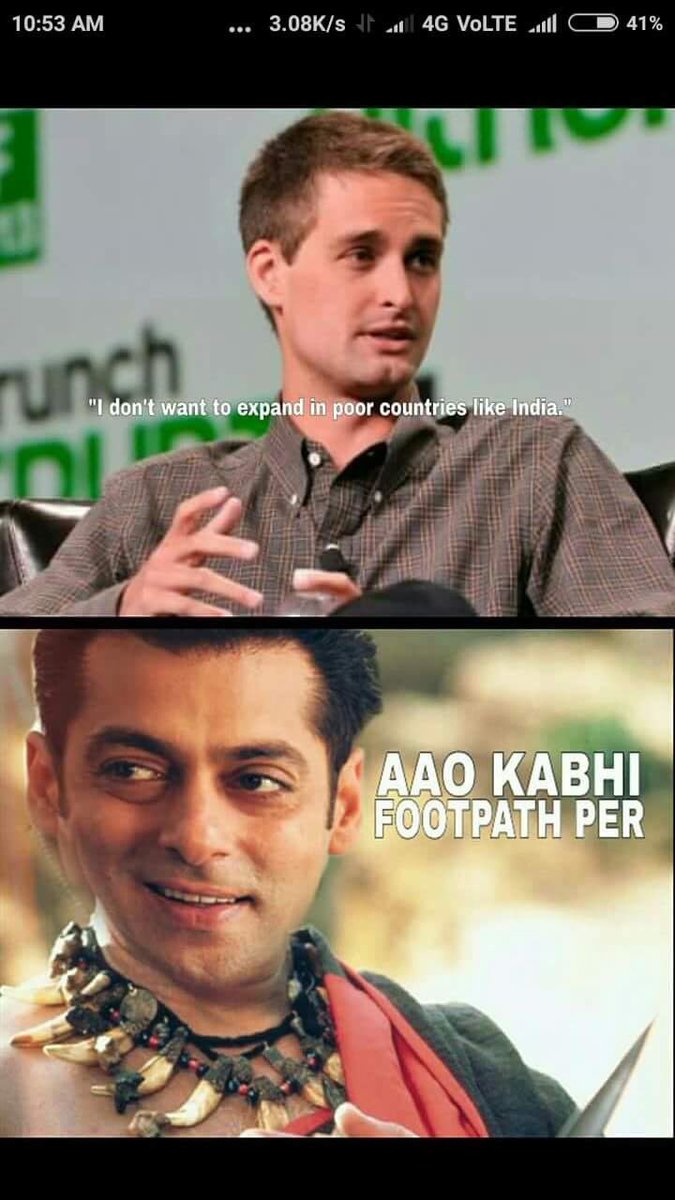 10:53 AM ... 3.08K/s 4G VoLTE 41%
runch
"I don't want to expand in poor countries like India."
AAO KABHI
FOOTPATH PER